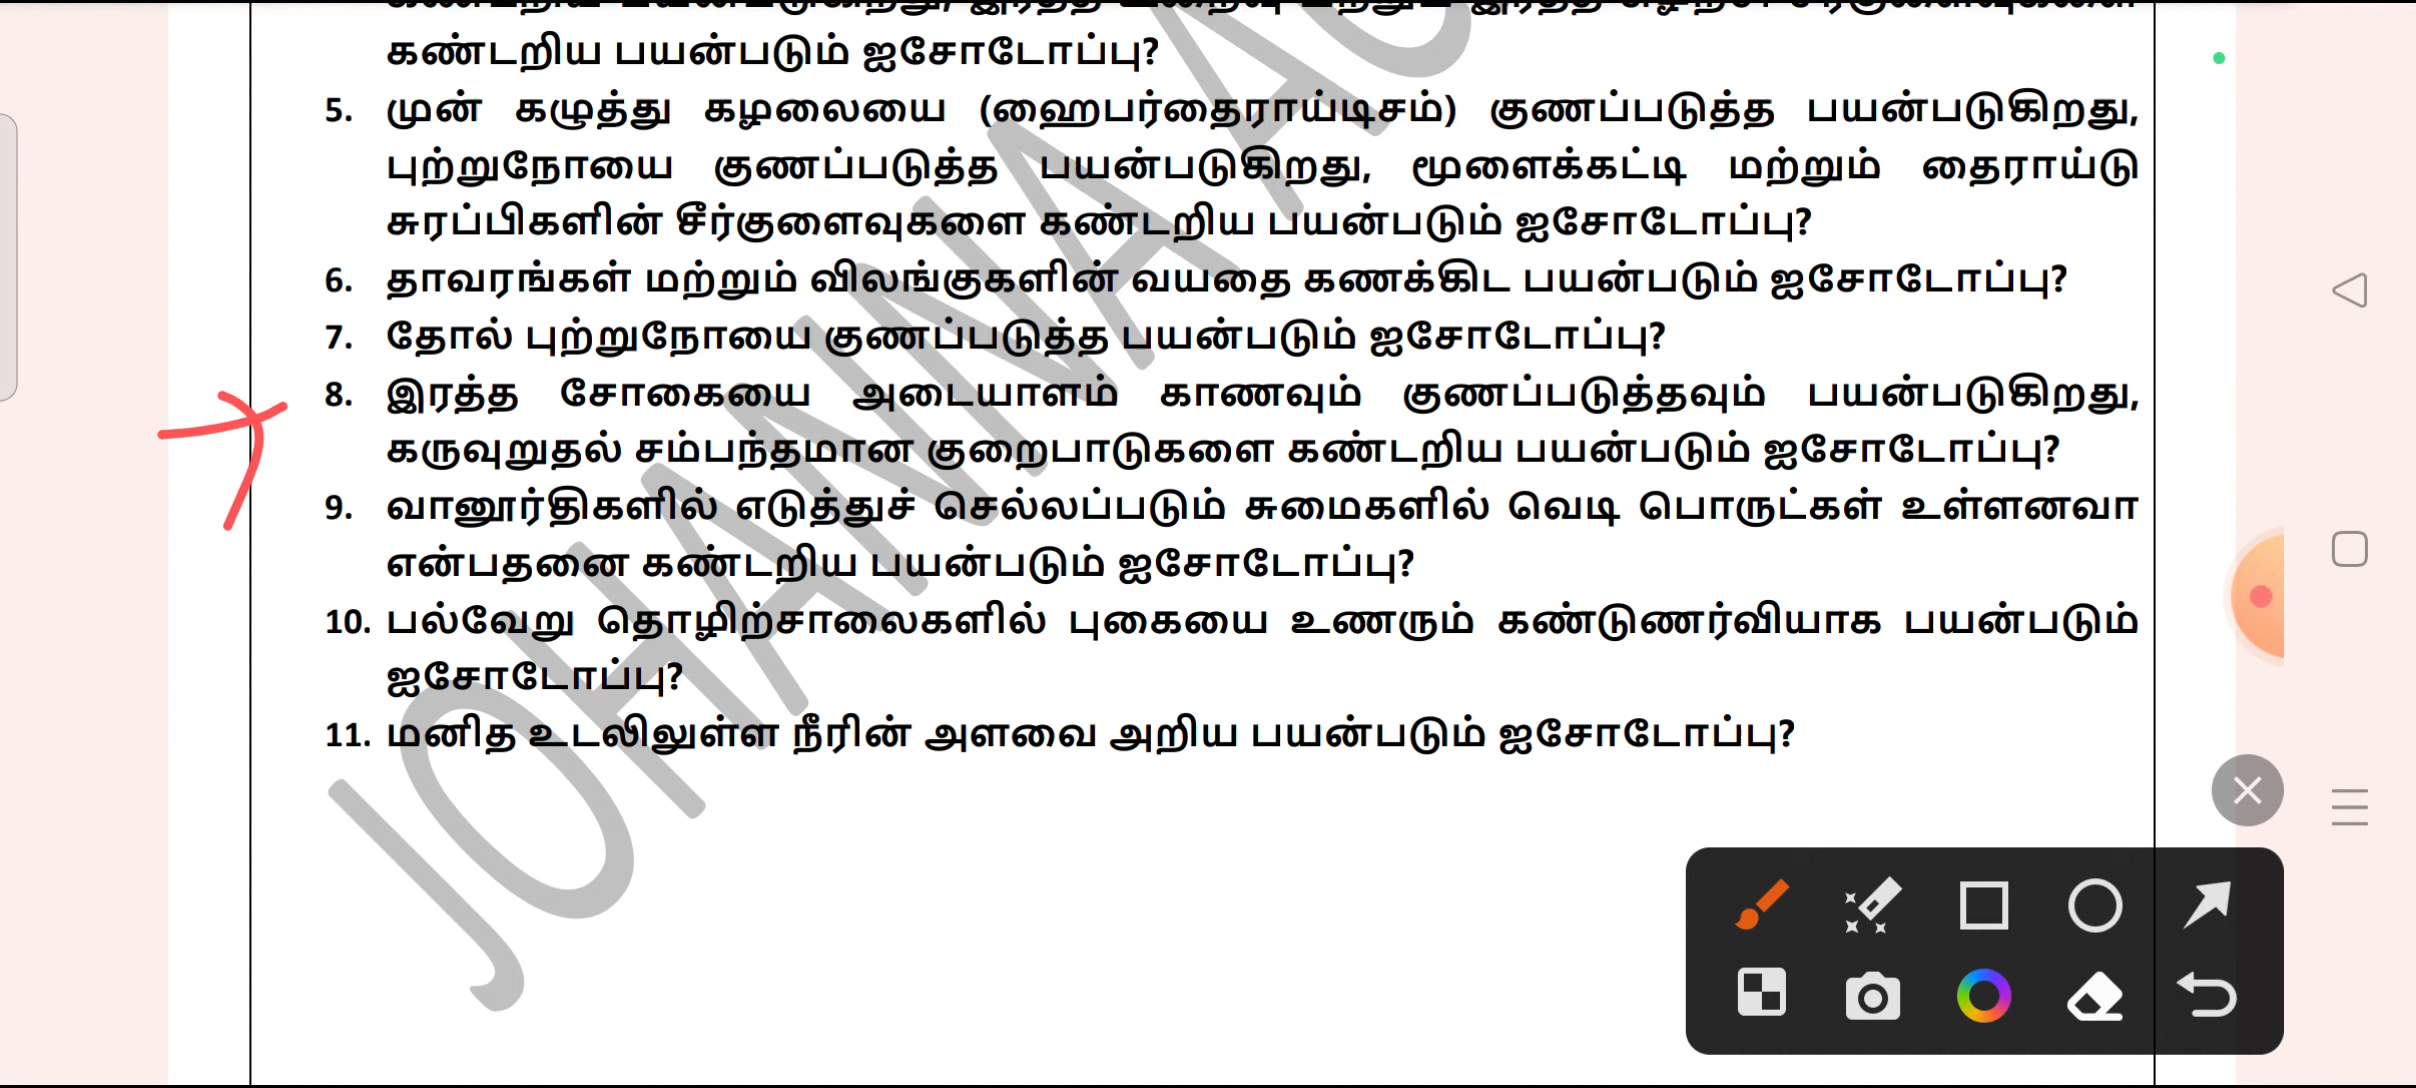 கண்டறிய பயன்படும் ஐசோடோப்பு?
5. முன் கழுத்து கழலையை (ஹைபர்தைராய்டிசம்) குணப்படுத்த பயன்படுகிறது,
புற்றுநோயை குணப்படுத்த பயன்படுகிறது, மூளைக்கட்டி மற்றும் தைராய்டு
சுரப்பிகளின் சீர்குளைவுகளை கண்டறிய பயன்படும் ஐசோடோப்பு?
6. தாவரங்கள் மற்றும் விலங்குகளின் வயதை கணக்கிட பயன்படும் ஐசோடோப்பு?
7. தோல் புற்றுநோயை குணப்படுத்த பயன்படும் ஐசோடோப்பு?
8. இரத்த சோகையை அடையாளம் காணவும் குணப்படுத்தவும் பயன்படுகிறது,
கருவுறுதல் சம்பந்தமான குறைபாடுகளை கண்டறிய பயன்படும் ஐசோடோப்பு?
9. வானூர்திகளில் எடுத்துச் செல்லப்படும் சுமைகளில் வெடி பொருட்கள் உள்ளனவா
என்பதனை கண்டறிய பயன்படும் ஐசோடோப்பு?
10. பல்வேறு தொழிற்சாலைகளில் புகையை உணரும் கண்டுணர்வியாக பயன்படும்
ஐசோடோப்பு?
11. மனித உடலிலுள்ள நீரின் அளவை அறிய பயன்படும் ஐசோடோப்பு?
JOHANNA